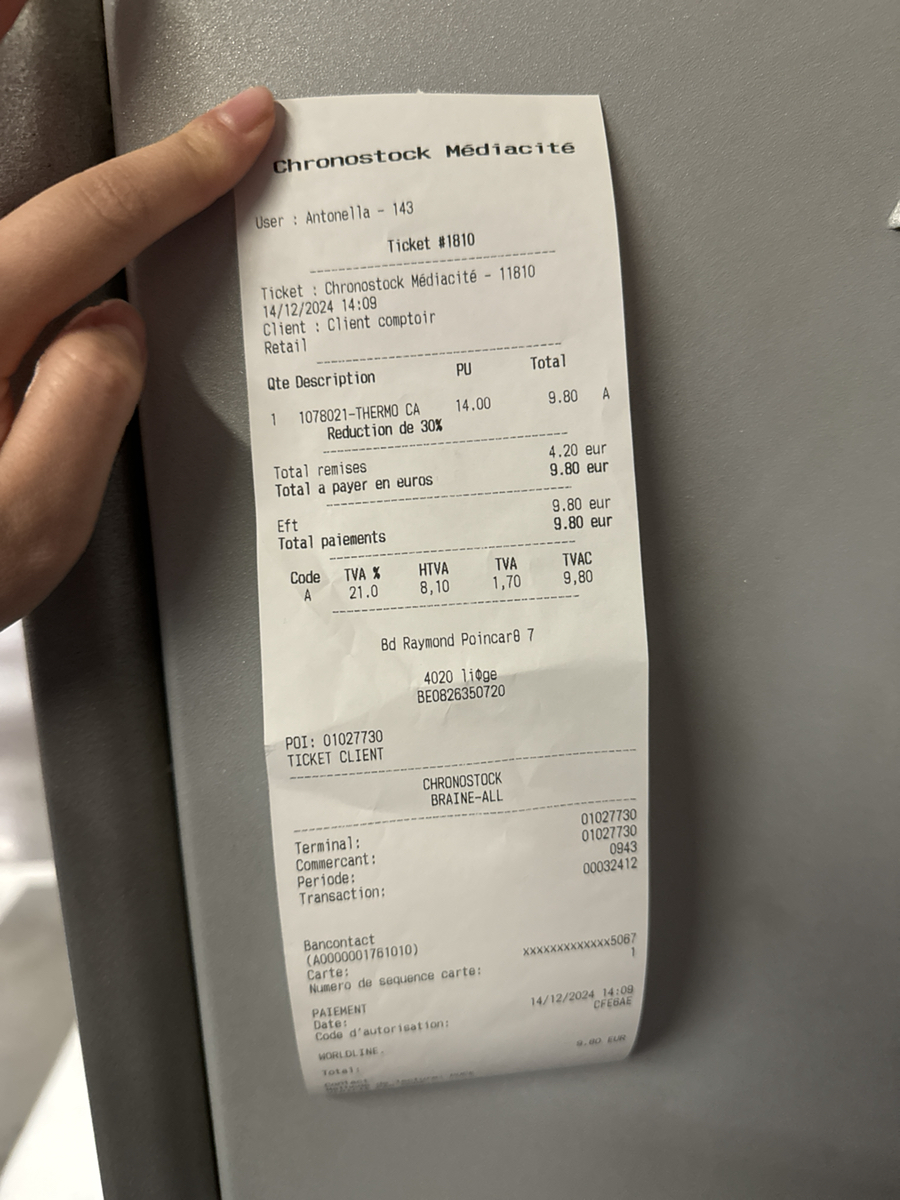 Chronostock Médiacité
User : Antonella - 143
Ticket #1810
Ticket : Chronostock Médiacité - 11810
14/12/2024 14:09
Client : Client comptoir
Retail
Qte Description PU Total
1 1078021-THERMO CA 14.00 9.80 A
Reduction de 30%
Total remises 4.20 eur
Total a payer en euros 9.80 eur
Eft 9.80 eur
Total paiements 9.80 eur
Code TVA % HTVA TVA TVAC
A 21.0 8,10 1,70 9,80
Bd Raymond Poincar0 7
4020 liФge
BE0826350720
POI: 01027730
TICKET CLIENT
CHRONOSTOCK
BRAINE-ALL
Terminal: 01027730
Commercant: 01027730
Periode: 0943
Transaction: 00032412
Bancontact
(A0000001761010)
Carte: xxxxxxxxxxxxx5067
Numero de sequence carte: 1
PAIEMENT
Date: 14/12/2024 14:09
Code d'autorisation: CFE6AE
WORLDLINE.
Total: 9.80 EUR